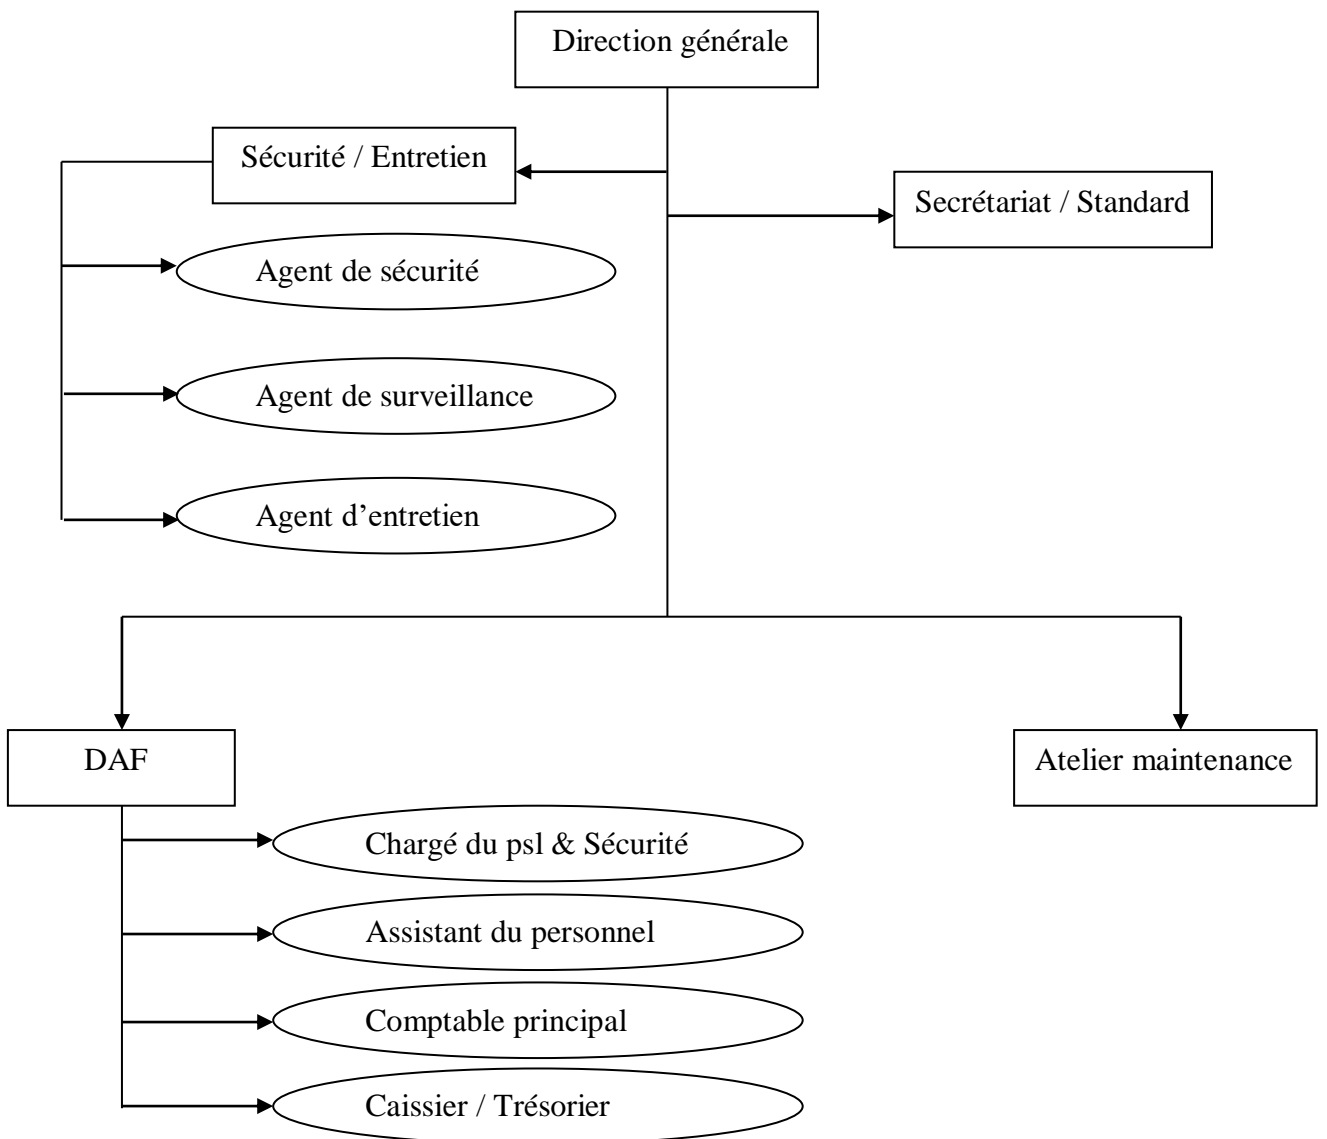 Direction générale
Sécurité / Entretien
Secrétariat / Standard
Agent de sécurité
Agent de surveillance
Agent d’entretien
DAF
Atelier maintenance
Chargé du psl & Sécurité
Assistant du personnel
Comptable principal
Caissier / Trésorier